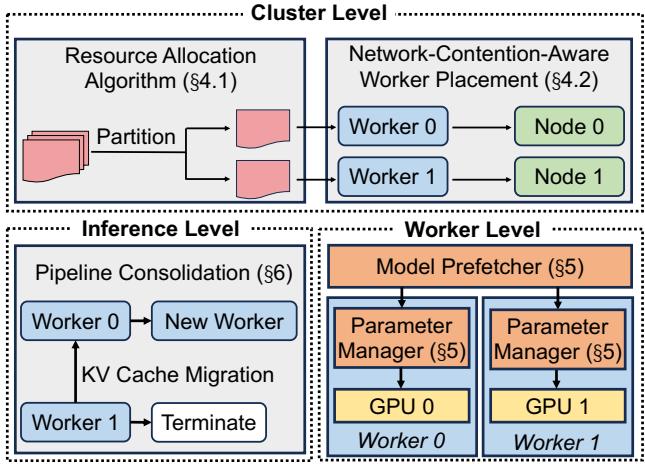 Cluster Level
Resource Allocation
Algorithm (§4.1)
Partition
Network-Contention-Aware
Worker Placement (§4.2)
Worker 0
Node 0
Worker 1
Node 1
Inference Level
Pipeline Consolidation (§6)
Worker 0
New Worker
KV Cache Migration
Worker 1
Terminate
Worker Level
Model Prefetcher (§5)
Parameter
Manager (§5)
GPU 0
Worker 0
Parameter
Manager (§5)
GPU 1
Worker 1